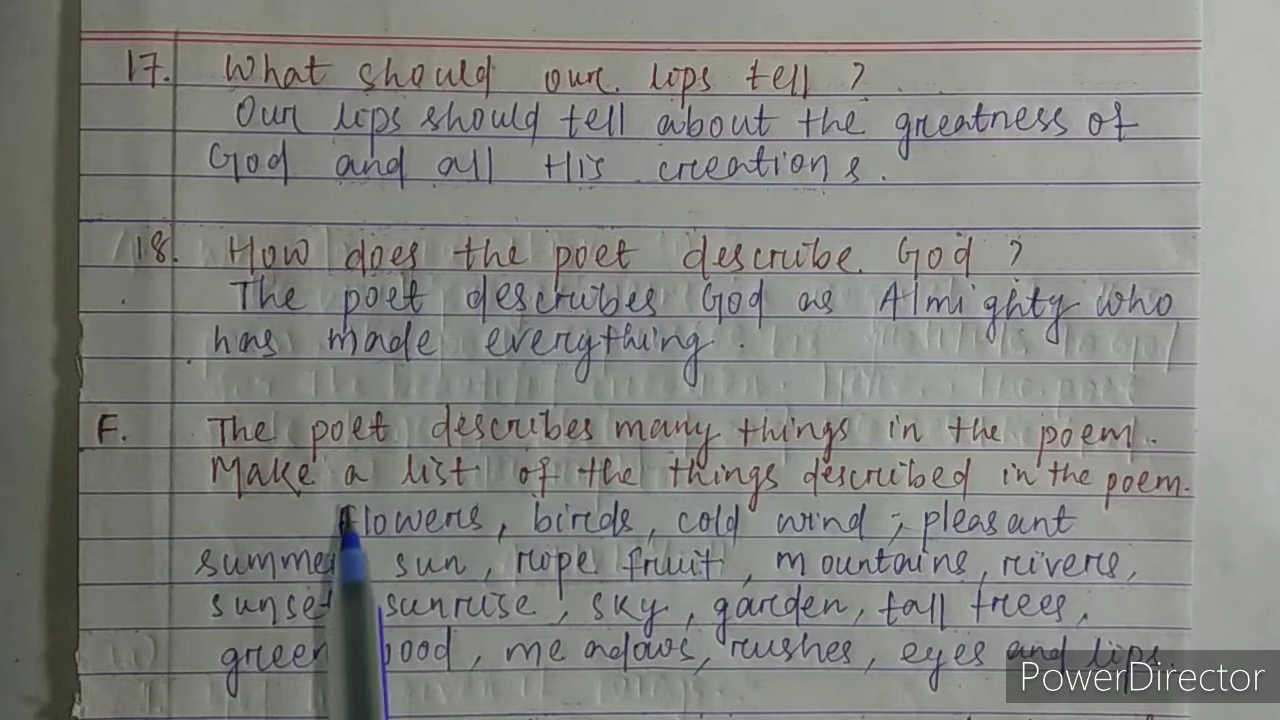 17. What should our lips tell ?
Our lips should tell about the greatness of
God and all His creations.
18. How does the poet describe God ?
The poet describes God as Almighty who
has made everything.
F. The poet describes many things in the poem.
Make a list of the things described in the poem.
Flowers, birds, cold wind, pleasant
summer sun, rope fruit, mountains, rivers,
sunset sunrise, sky, garden, tall trees,
green, meadows, rushes, eyes and lips.
PowerDirector